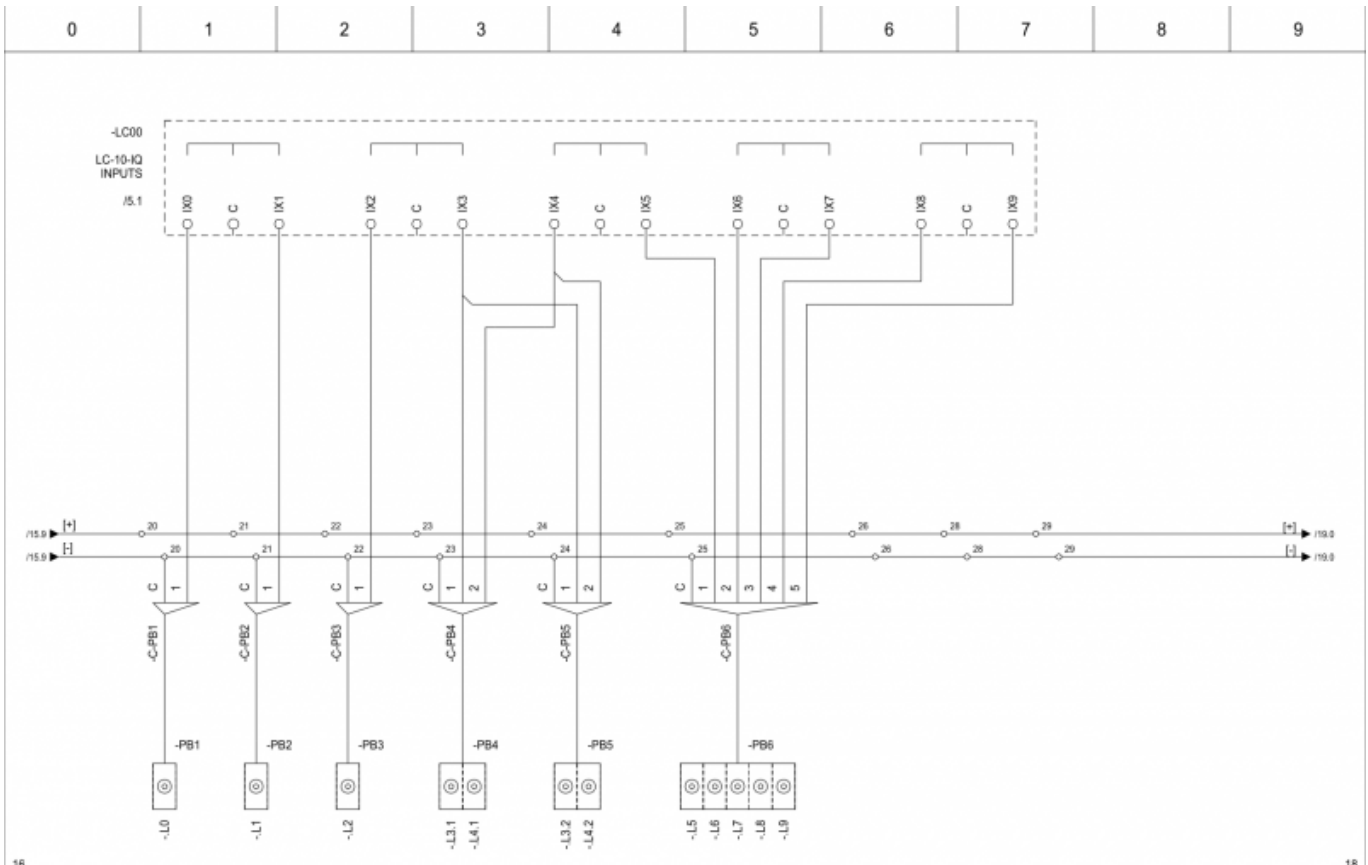 0 1 2 3 4 5 6 7 8 9
-LC00
LC-10-IQ
INPUTS
/5.1
IX0 C IX1 IX2 C IX3 IX4 C IX5 IX6 C IX7 IX8 C IX9
/15.9 [+] 20 21 22 23 24 25 26 28 29 [+] /19.0
/15.9 [-] 20 21 22 23 24 25 26 28 29 [-] /19.0
C 1 C 1 C 1 C 1 2 C 1 2 C 1 2 3 4 5
-C-PB1 -C-PB2 -C-PB3 -C-PB4 -C-PB5 -C-PB6
-PB1 -PB2 -PB3 -PB4 -PB5 -PB6
-.L0 -.L1 -.L2 -.L3.1 -.L4.1 -.L3.2 -.L4.2 -.L5 -.L6 -.L7 -.L8 -.L9
16 18